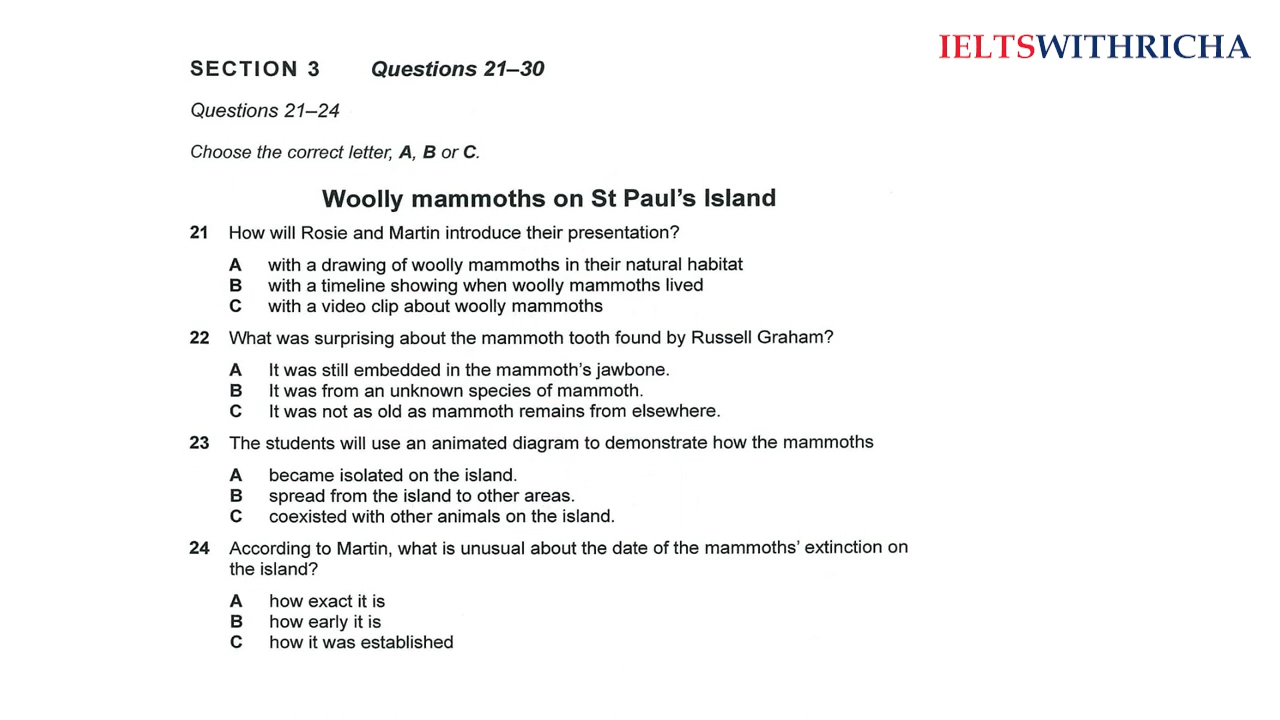 IELTSWITHRICHA
SECTION 3 Questions 21–30
Questions 21–24
Choose the correct letter, A, B or C.
Woolly mammoths on St Paul's Island
21 How will Rosie and Martin introduce their presentation?
A with a drawing of woolly mammoths in their natural habitat
B with a timeline showing when woolly mammoths lived
C with a video clip about woolly mammoths
22 What was surprising about the mammoth tooth found by Russell Graham?
A It was still embedded in the mammoth's jawbone.
B It was from an unknown species of mammoth.
C It was not as old as mammoth remains from elsewhere.
23 The students will use an animated diagram to demonstrate how the mammoths
A became isolated on the island.
B spread from the island to other areas.
C coexisted with other animals on the island.
24 According to Martin, what is unusual about the date of the mammoths' extinction on
the island?
A how exact it is
B how early it is
C how it was established